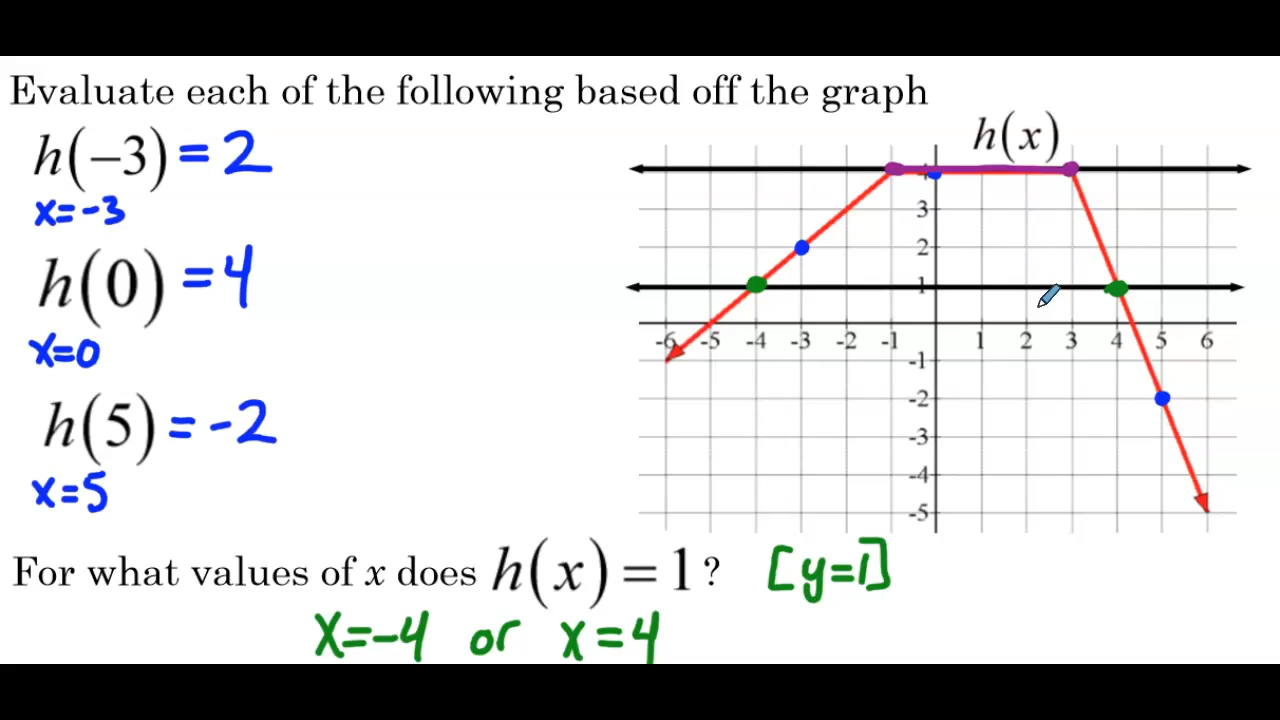 Evaluate each of the following based off the graph
h(−3) = 2
x=-3
h(0) = 4
x=0
h(5) = -2
x=5
h(x)
4
3
2
1
-6 -5 -4 -3 -2 -1 1 2 3 4 5 6
-1
-2
-3
-4
-5
For what values of x does h(x) = 1? [y=1]
x=-4 or x=4